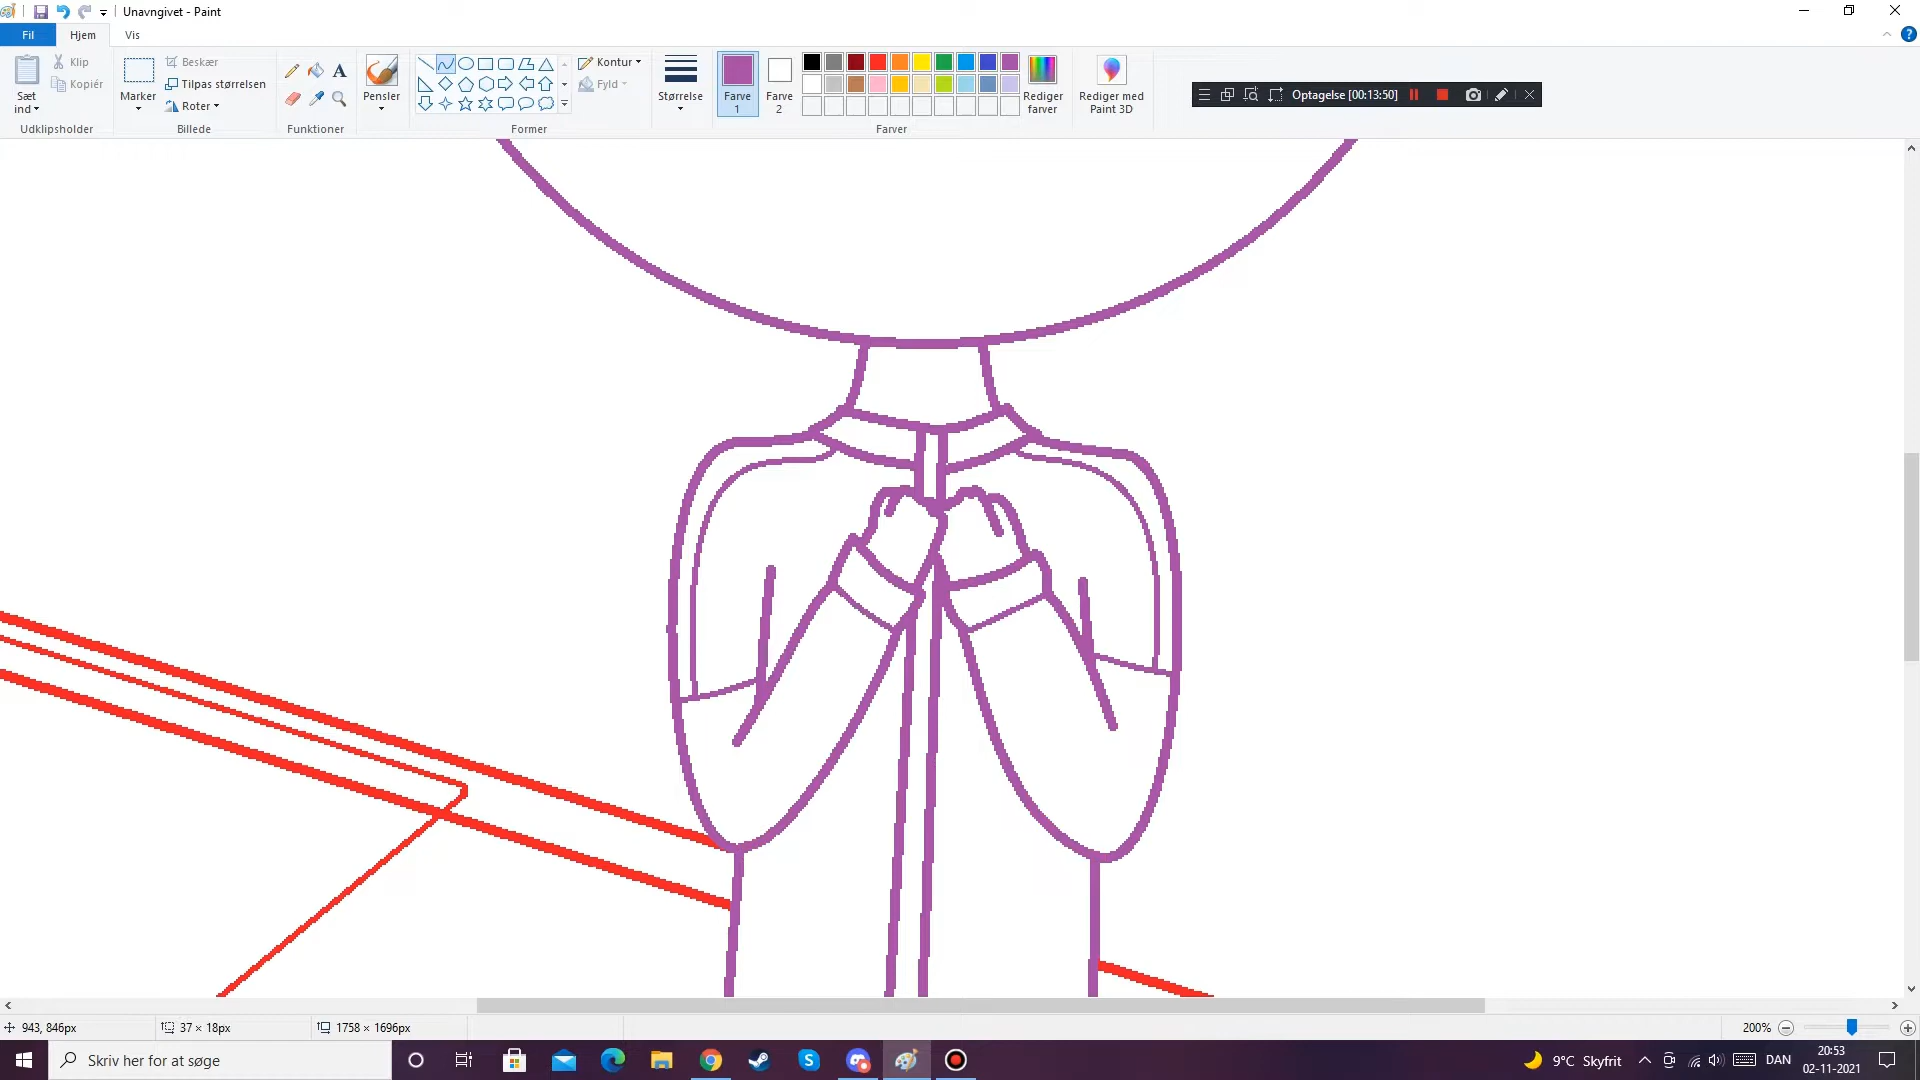 Unavngivet - Paint
Fil Hjem Vis
Sæt ind
Klip
Kopiér
Udklipsholder
Marker
Beskær
Tilpas størrelsen
Roter
Billede
A
Funktioner
Pensler
Former
Kontur
Fyld
Størrelse
Farve 1
Farve 2
Rediger farver
Farver
Rediger med Paint 3D
Optagelse [00:13:50]
943, 846px
37 × 18px
1758 × 1696px
200%
Skriv her for at søge
9°C Skyfrit
DAN
20:53
02-11-2021